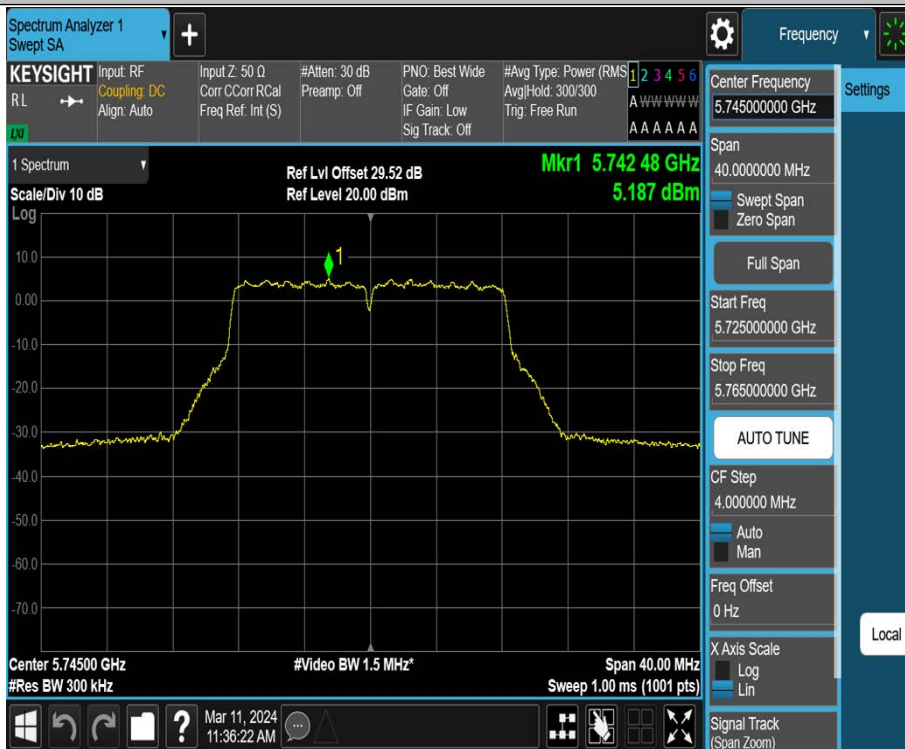 Spectrum Analyzer 1
Swept SA
+
Frequency
KEYSIGHT
RL
LXI
Input: RF
Coupling: DC
Align: Auto
Input Z: 50 Ω
Corr CCorr RCal
Freq Ref: Int (S)
#Atten: 30 dB
Preamp: Off
PNO: Best Wide
Gate: Off
IF Gain: Low
Sig Track: Off
#Avg Type: Power (RMS
Avg|Hold: 300/300
Trig: Free Run
1 2 3 4 5 6
A W W W W W
A A A A A A
1 Spectrum
Scale/Div 10 dB
Log
Ref Lvl Offset 29.52 dB
Ref Level 20.00 dBm
Mkr1 5.742 48 GHz
5.187 dBm
1
10.0
0.00
-10.0
-20.0
-30.0
-40.0
-50.0
-60.0
-70.0
Center 5.74500 GHz
#Res BW 300 kHz
#Video BW 1.5 MHz*
Span 40.00 MHz
Sweep 1.00 ms (1001 pts)
?
Mar 11, 2024
11:36:22 AM
Center Frequency
5.745000000 GHz
Span
40.0000000 MHz
Swept Span
Zero Span
Full Span
Start Freq
5.725000000 GHz
Stop Freq
5.765000000 GHz
AUTO TUNE
CF Step
4.000000 MHz
Auto
Man
Freq Offset
0 Hz
X Axis Scale
Log
Lin
Signal Track
(Span Zoom)
Settings
Local